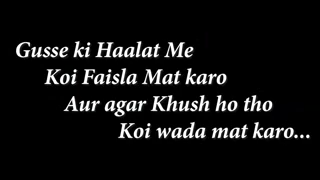 Gusse ki Haalat Me
Koi Faisla Mat karo
Aur agar Khush ho tho
Koi wada mat karo...